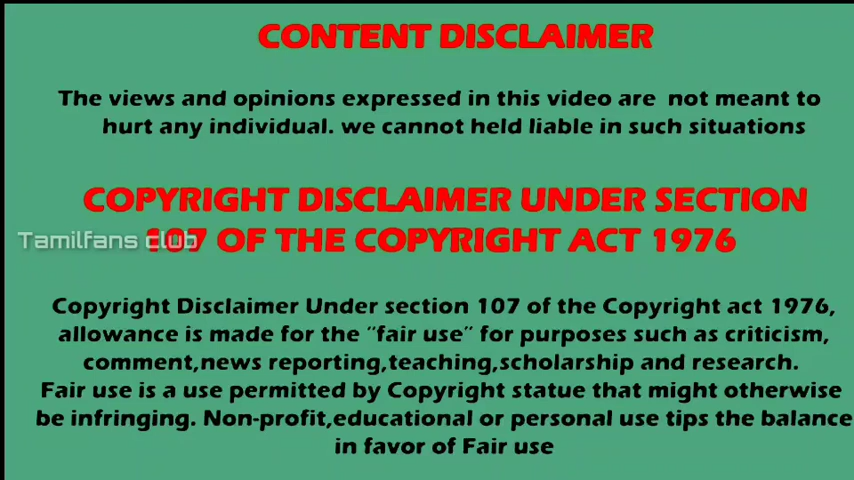 CONTENT DISCLAIMER
The views and opinions expressed in this video are not meant to
hurt any individual. we cannot held liable in such situations
COPYRIGHT DISCLAIMER UNDER SECTION
107 OF THE COPYRIGHT ACT 1976
Tamilfans club
Copyright Disclaimer Under section 107 of the Copyright act 1976,
allowance is made for the "fair use" for purposes such as criticism,
comment,news reporting,teaching,scholarship and research.
Fair use is a use permitted by Copyright statue that might otherwise
be infringing. Non-profit,educational or personal use tips the balance
in favor of Fair use